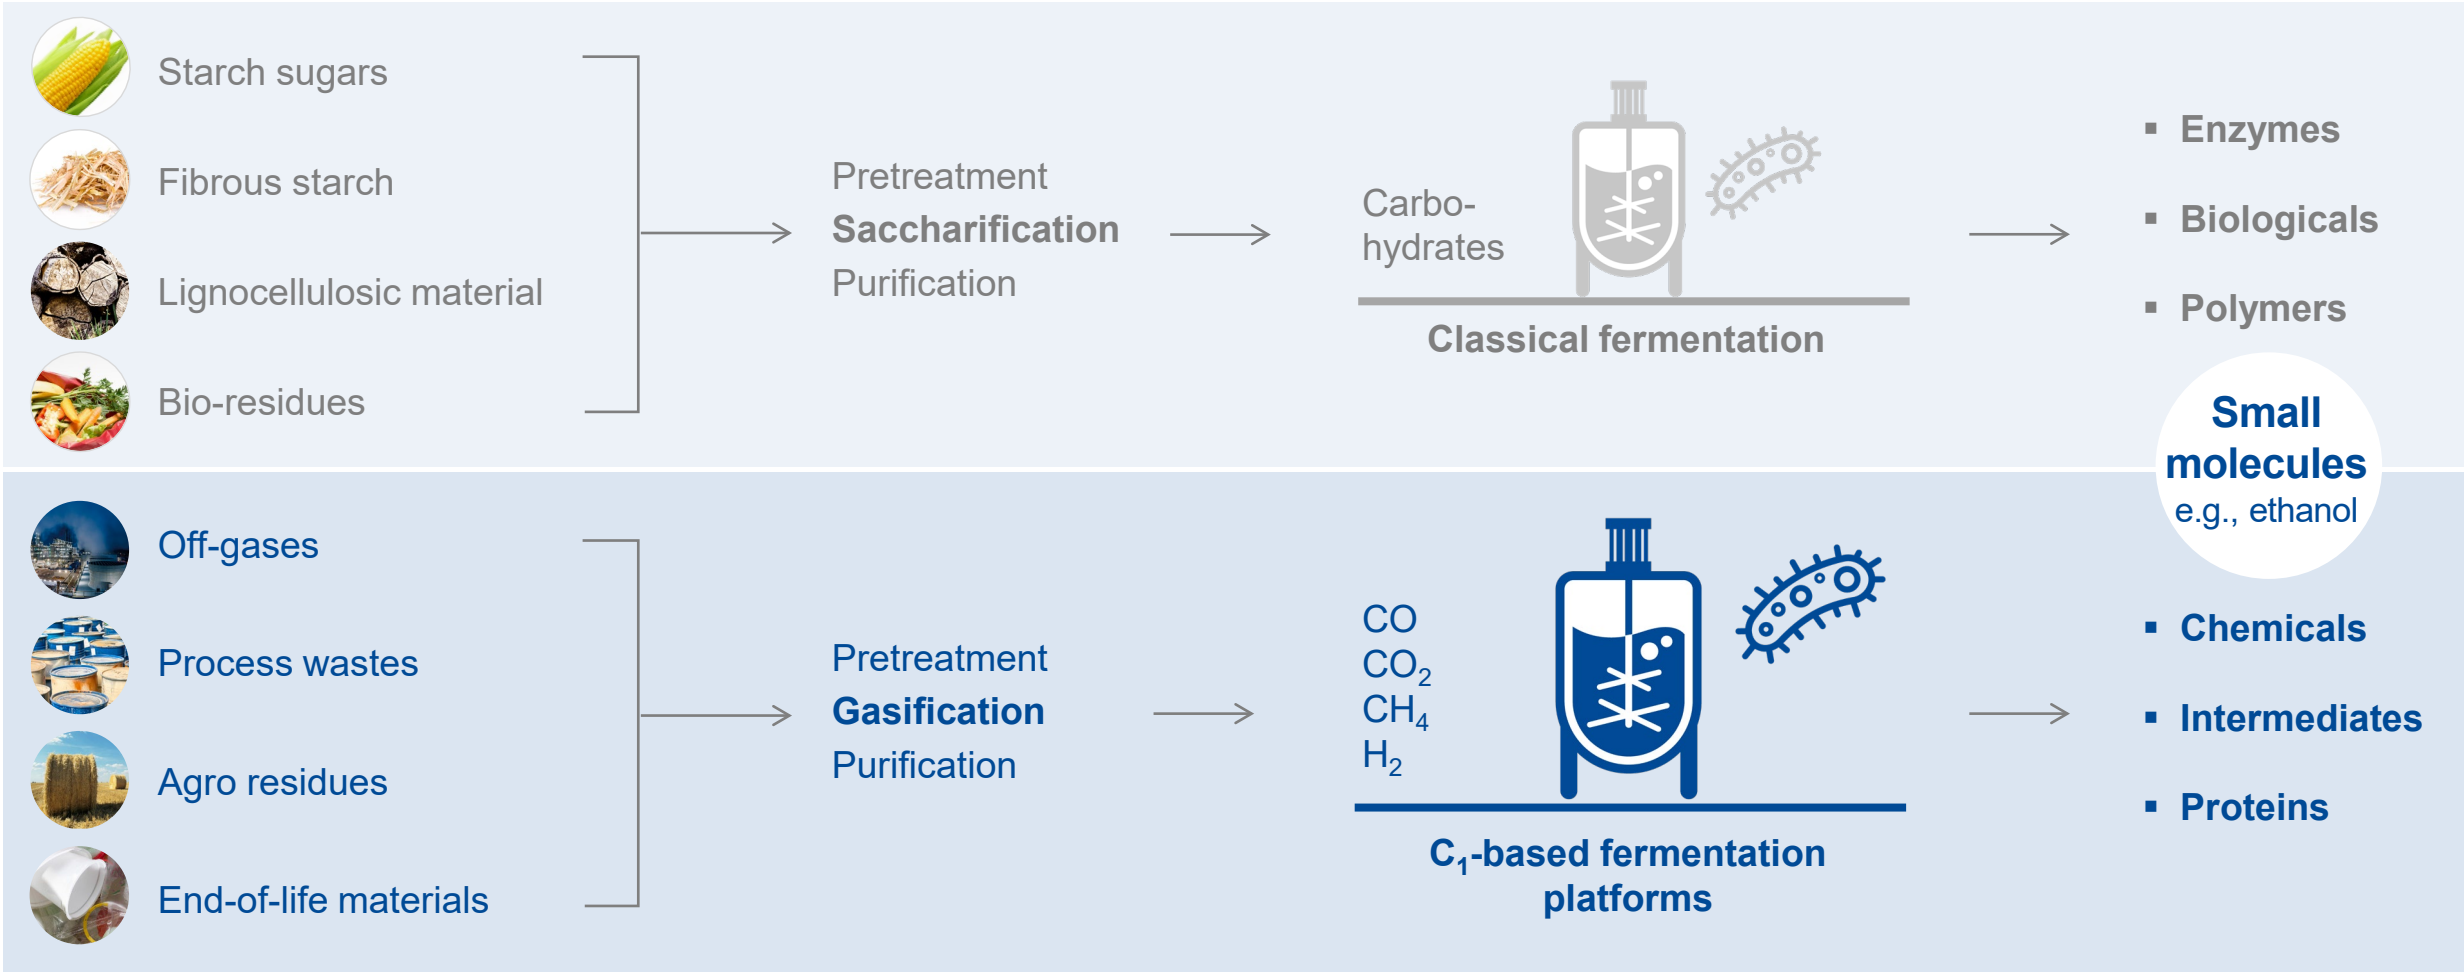 Starch sugars
Fibrous starch
Lignocellulosic material
Bio-residues
Pretreatment
Saccharification
Purification
Carbo-
hydrates
Classical fermentation
▪ Enzymes
▪ Biologicals
▪ Polymers
Small
molecules
e.g., ethanol
Off-gases
Process wastes
Agro residues
End-of-life materials
Pretreatment
Gasification
Purification
CO
CO₂
CH₄
H₂
C₁-based fermentation
platforms
▪ Chemicals
▪ Intermediates
▪ Proteins